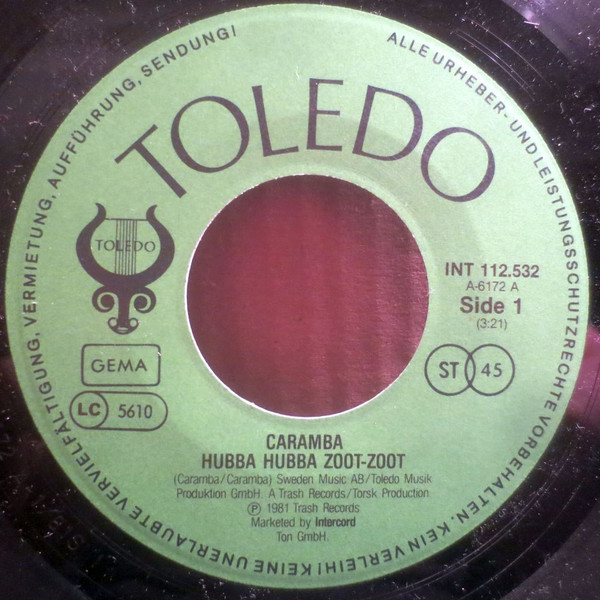 ALLE URHEBER- UND LEISTUNGSSCHUTZRECHTE VORBEHALTEN. KEIN VERLEIH! KEINE UNERLAUBTE VERVIELFÄLTIGUNG, VERMIETUNG, AUFFÜHRUNG, SENDUNG!
TOLEDO
TOLEDO
INT 112.532
A-6172 A
Side 1
(3:21)
GEMA
LC 5610
ST 45
CARAMBA
HUBBA HUBBA ZOOT-ZOOT
(Caramba/Caramba) Sweden Music AB/Toledo Musik
Produktion GmbH. A Trash Records/Torsk Production
Ⓟ 1981 Trash Records
Marketed by Intercord
Ton GmbH.